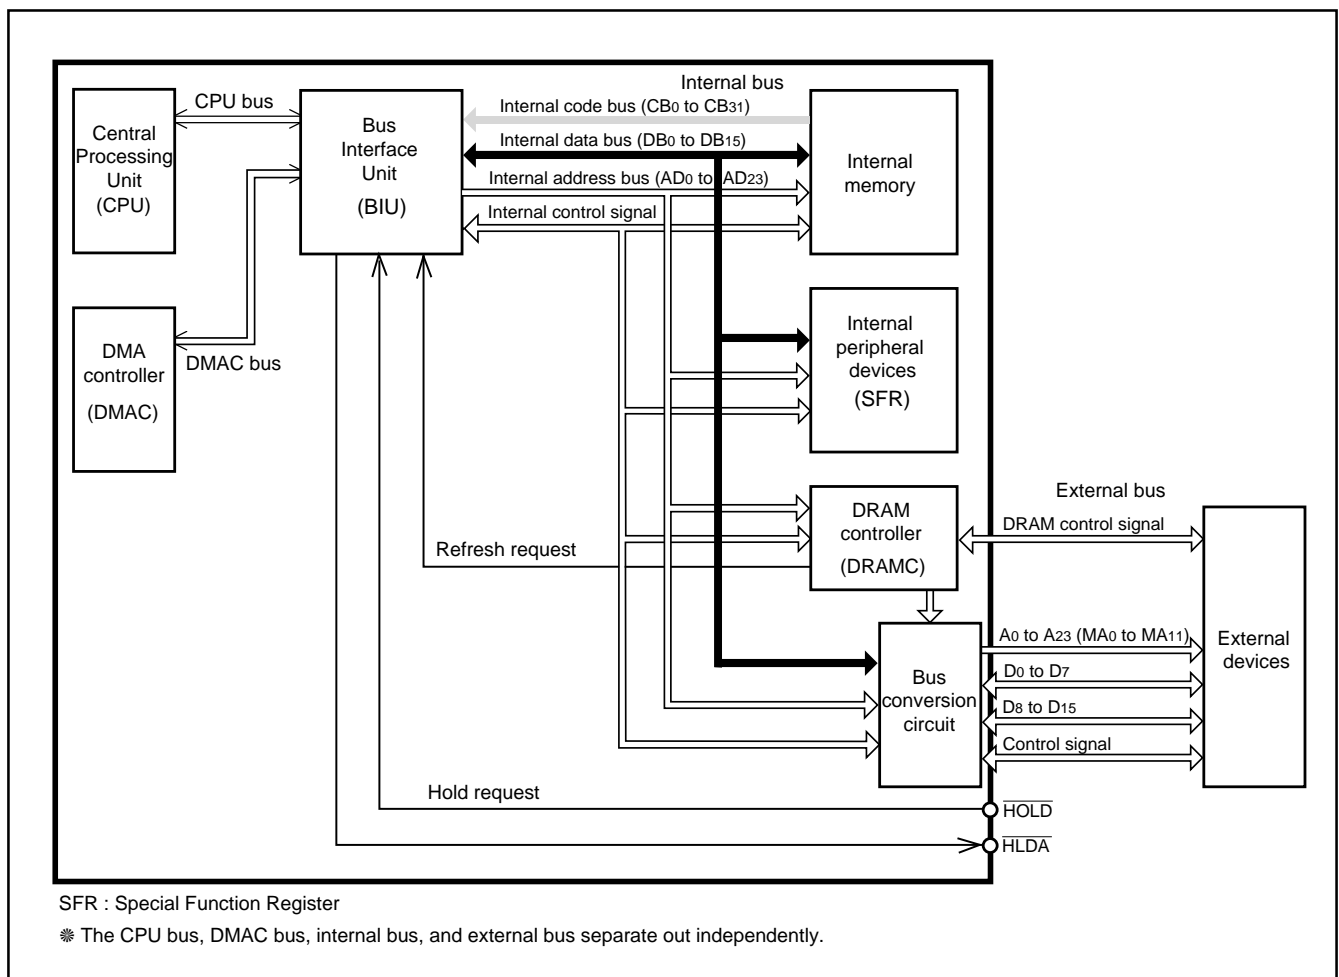 Internal bus
CPU bus
Internal code bus (CB0 to CB31)
Central
Processing
Unit
(CPU)
Bus
Interface
Unit
(BIU)
Internal data bus (DB0 to DB15)
Internal address bus (AD0 to AD23)
Internal control signal
Internal
memory
DMA
controller
(DMAC)
DMAC bus
Internal
peripheral
devices
(SFR)
DRAM
controller
(DRAMC)
Refresh request
External bus
DRAM control signal
A0 to A23 (MA0 to MA11)
D0 to D7
D8 to D15
Control signal
External
devices
Bus
conversion
circuit
Hold request
HOLD
HLDA
SFR : Special Function Register
❊ The CPU bus, DMAC bus, internal bus, and external bus separate out independently.